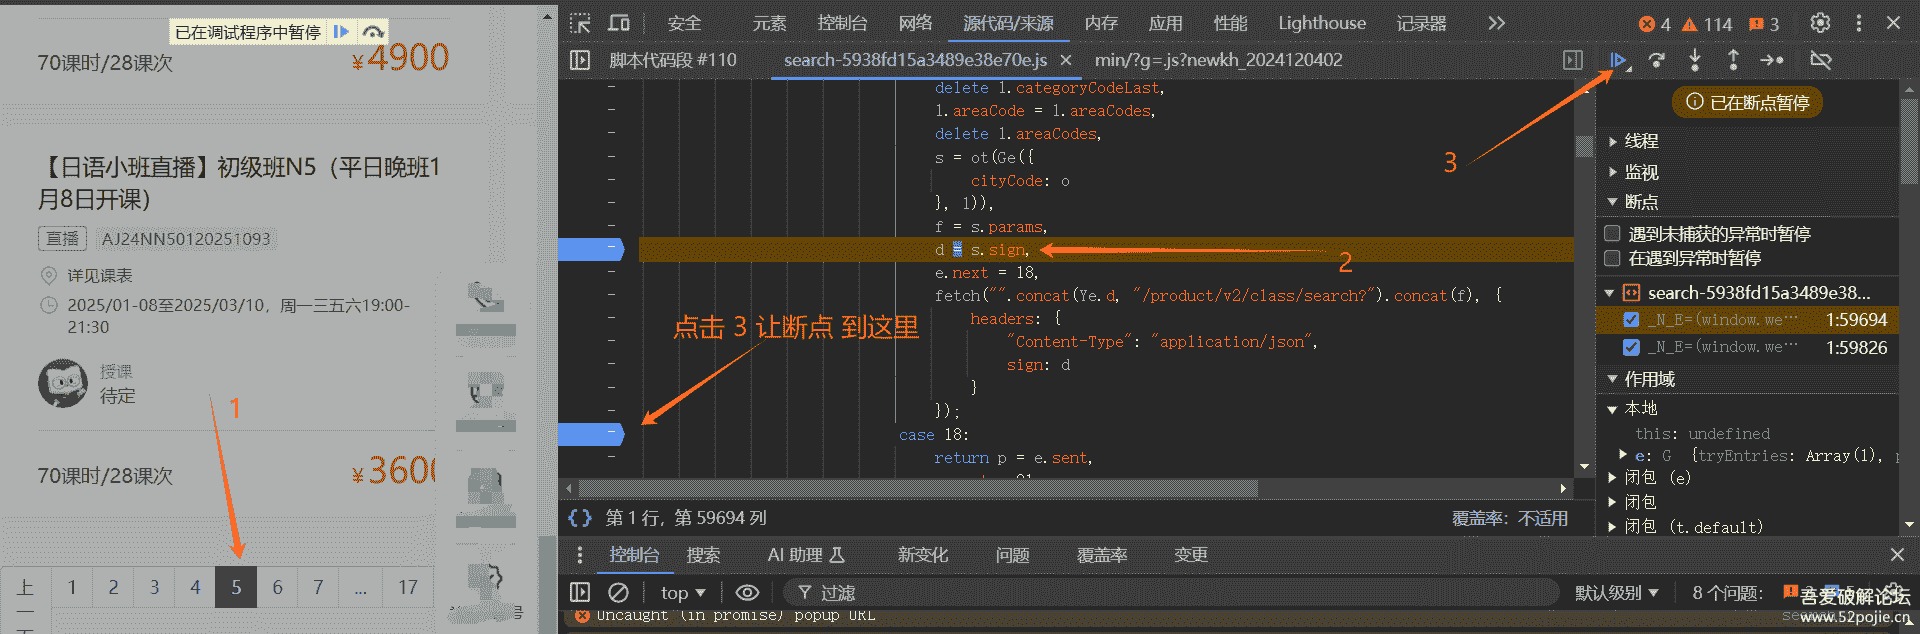 已在调试程序中暂停
70课时/28课次
¥4900
【日语小班直播】初级班N5（平日晚班1
月8日开课）
直播 AJ24NN50120251093
详见课表
2025/01-08至2025/03/10，周一三五六19:00-
21:30
授课
待定
1
70课时/28课次
¥3600
上 1 2 3 4 5 6 7 ... 17
安全 元素 控制台 网络 源代码/来源 内存 应用 性能 Lighthouse 记录器 4 114 3
脚本代码段 #110 search-5938fd15a3489e38e70e.js × min/?g=.js?newkh_2024120402
delete l.categoryCodeLast,
l.areaCode = l.areaCodes,
delete l.areaCodes,
s = ot(Ge({
cityCode: o
}, 1)),
f = s.params,
d = s.sign,
e.next = 18,
fetch("".concat(Ye.d, "/product/v2/class/search?").concat(f), {
headers: {
"Content-Type": "application/json",
sign: d
}
});
case 18:
return p = e.sent,
2
3
点击 3 让断点 到这里
{} 第 1 行，第 59694 列 覆盖率：不适用
已在断点暂停
线程
监视
断点
遇到未捕获的异常时暂停
在遇到异常时暂停
search-5938fd15a3489e38...
_N_E=(window.we… 1:59694
_N_E=(window.we… 1:59826
作用域
本地
this: undefined
e: G {tryEntries: Array(1),
闭包 (e)
闭包
闭包 (t.default)
控制台 搜索 AI 助理 新变化 问题 覆盖率 变更
top 过滤 默认级别 8 个问题:
Uncaught (in promise) popup URL
吾爱破解论坛
www.52pojie.cn